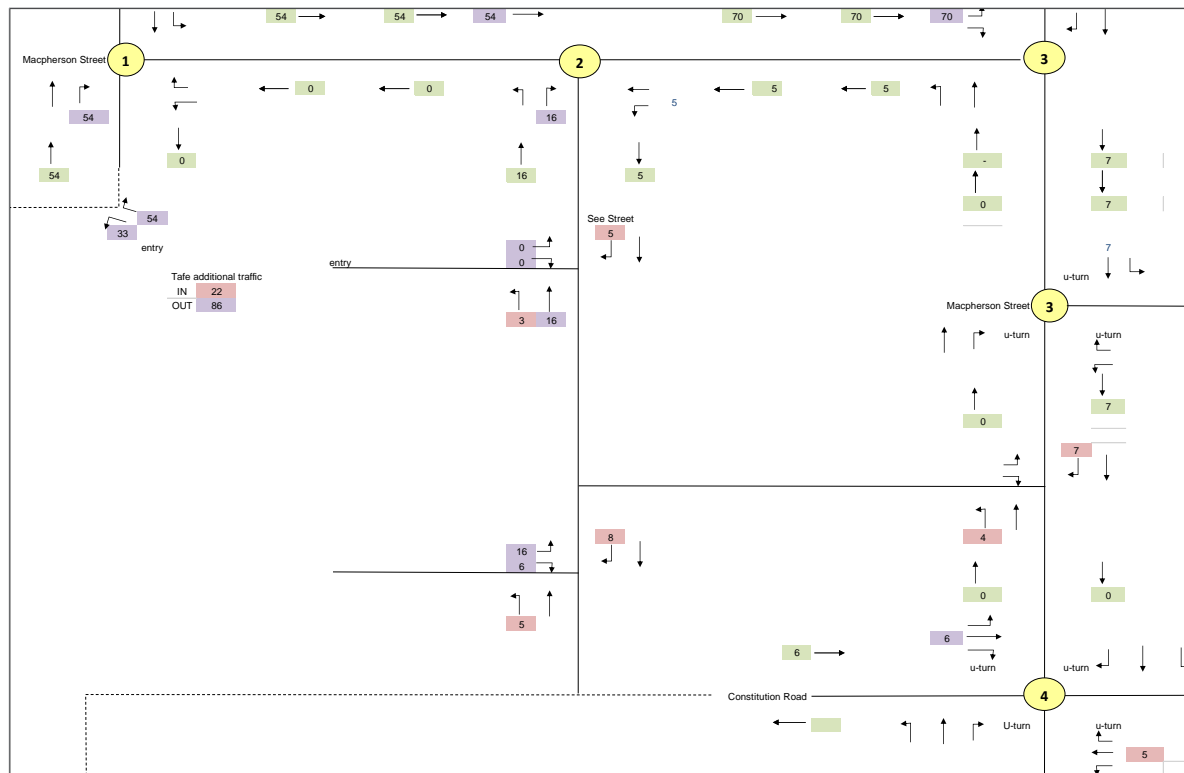 54 54 54 70 70 70
Macpherson Street 1 2 3
0 0 5 5
54 16 5
0 - 7
54 16 5
0 7
54 See Street
33 5
entry 0 7
entry 0
Tafe additional traffic u-turn
IN 22
OUT 86
Macpherson Street 3
3 16
u-turn u-turn
7
0
7
8 4
16
6
0 0
5
6
6
u-turn u-turn
Constitution Road 4
U-turn u-turn
5